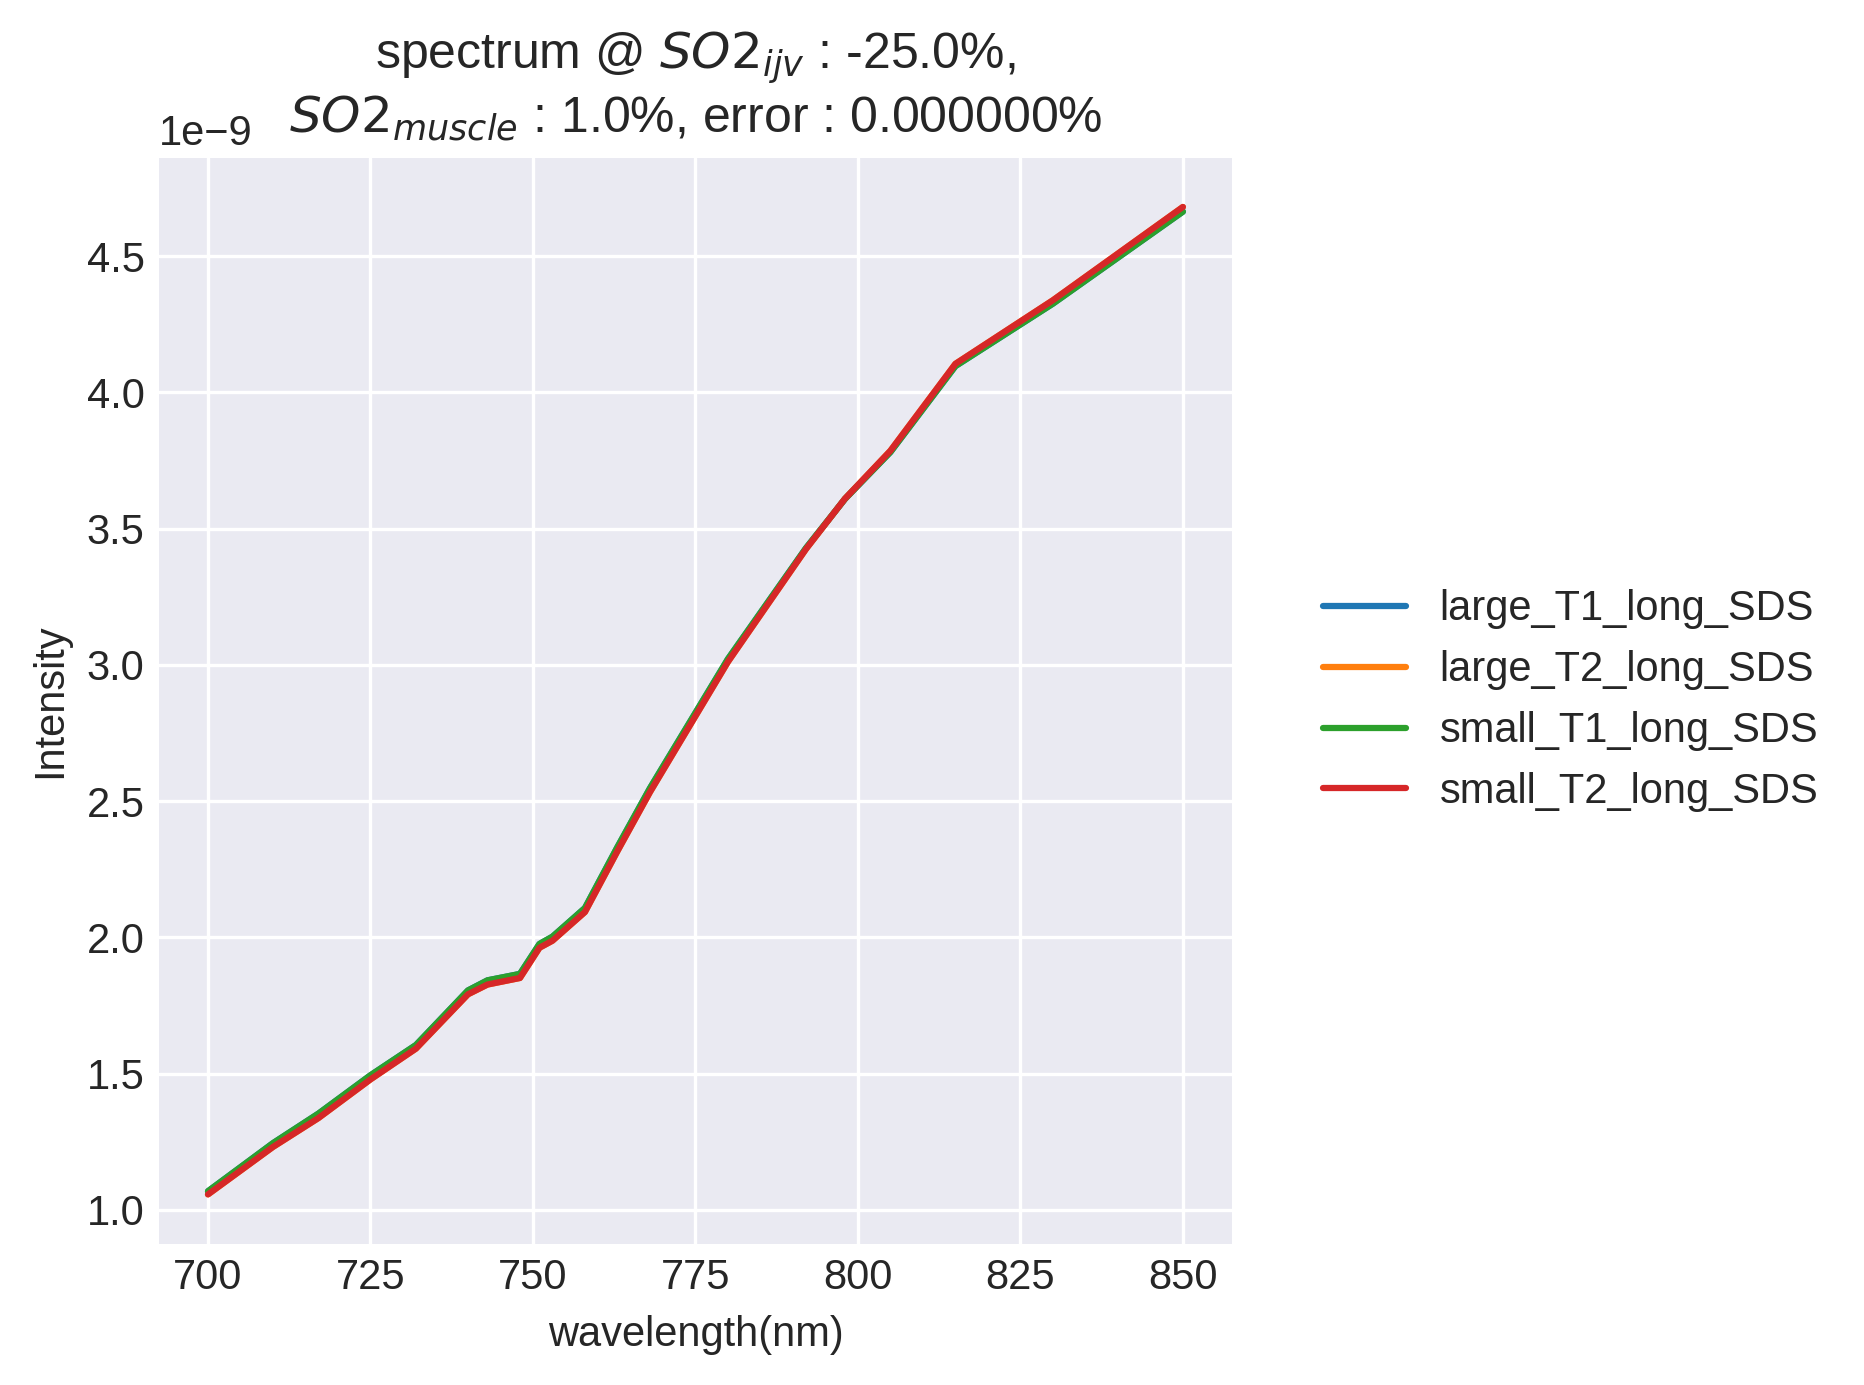 spectrum @ SO2ijv : -25.0%,
SO2muscle : 1.0%, error : 0.000000%
1e−9
4.5
4.0
3.5
3.0
2.5
2.0
1.5
1.0
Intensity
700 725 750 775 800 825 850
wavelength(nm)
large_T1_long_SDS
large_T2_long_SDS
small_T1_long_SDS
small_T2_long_SDS